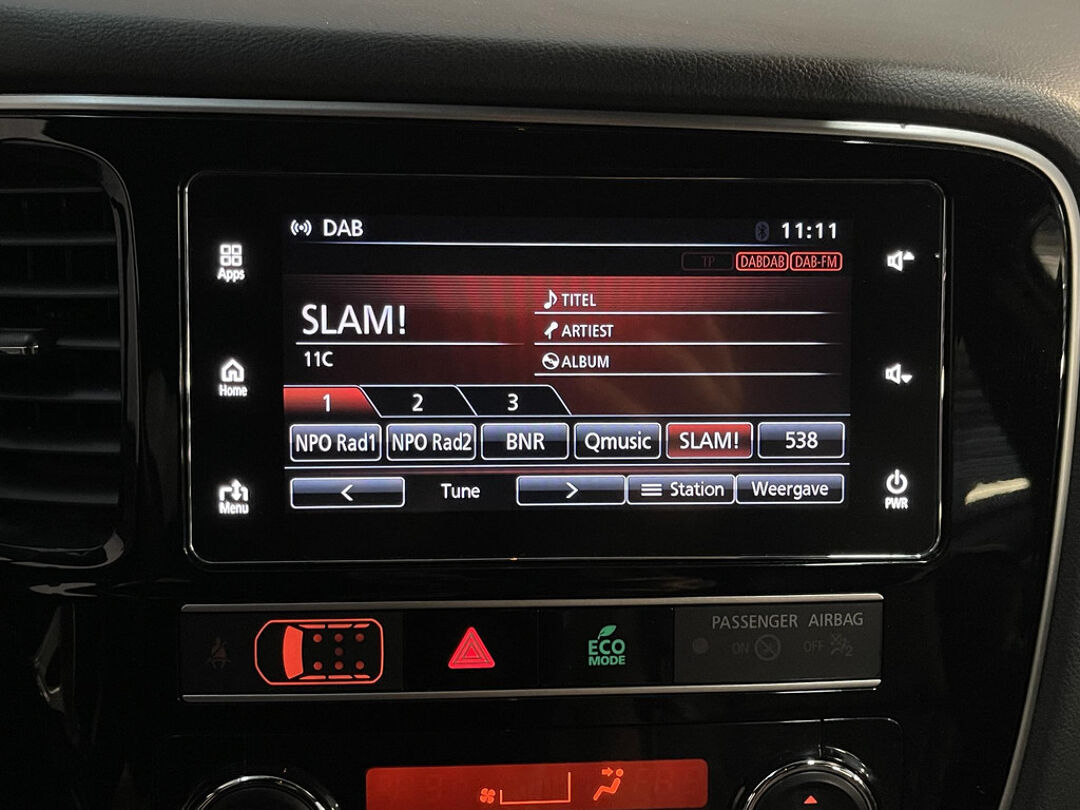 DAB 11:11
TP DABDAB DAB-FM
Apps
SLAM!
11C
TITEL
ARTIEST
ALBUM
Home
1 2 3
NPO Rad1 NPO Rad2 BNR Qmusic SLAM! 538
< Tune > Station Weergave
Menu
PWR
ECO
MODE
PASSENGER AIRBAG
ON OFF 2